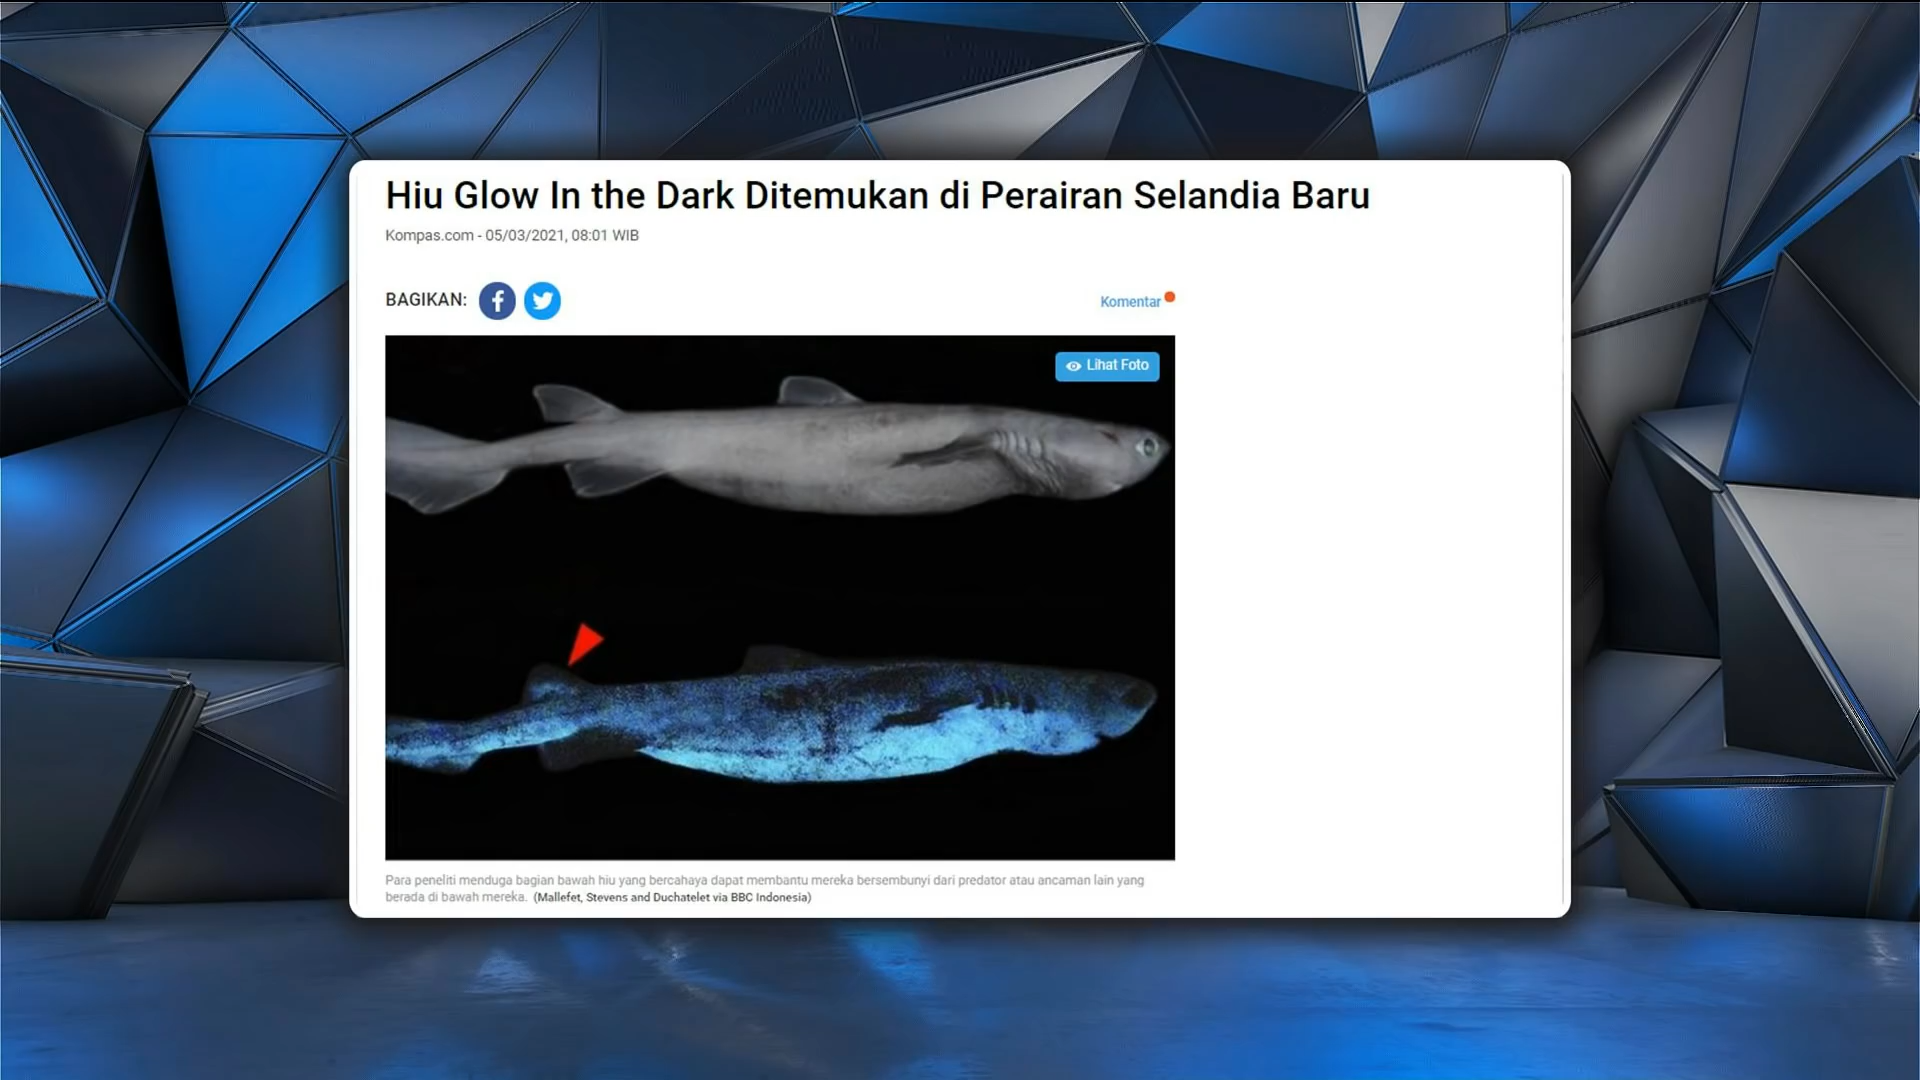 Hiu Glow In the Dark Ditemukan di Perairan Selandia Baru
Kompas.com - 05/03/2021, 08:01 WIB
BAGIKAN:
Komentar
Lihat Foto
Para peneliti menduga bagian bawah hiu yang bercahaya dapat membantu mereka bersembunyi dari predator atau ancaman lain yang
berada di bawah mereka. (Mallefet, Stevens and Duchatelet via BBC Indonesia)